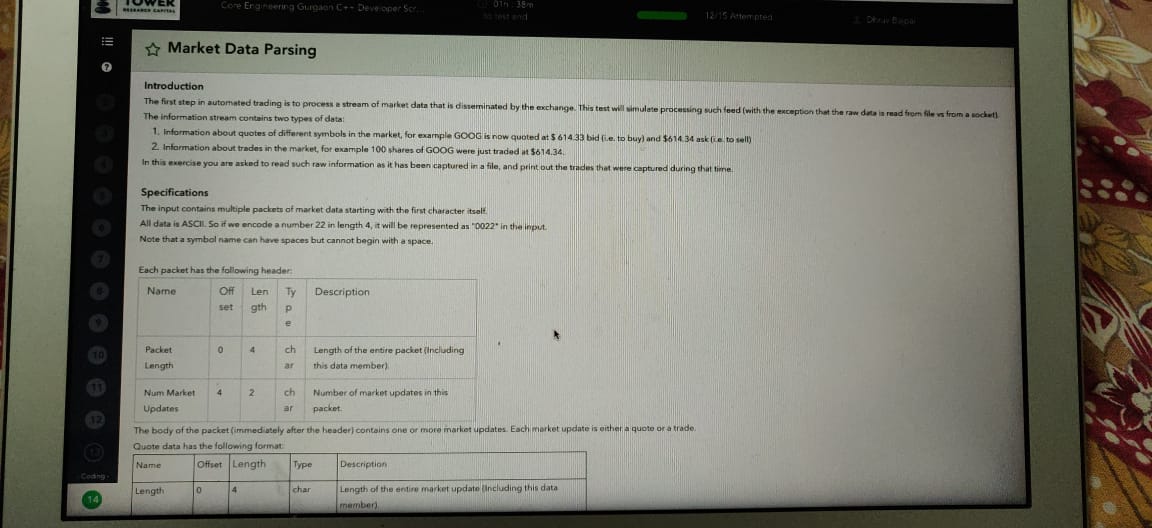 TOWER
RESEARCH CAPITAL
Core Engineering Gurgaon C++ Developer Scr...
01h : 38m
to test end
12/15 Attempted
Market Data Parsing
Introduction
The first step in automated trading is to process a stream of market data that is disseminated by the exchange. This test will simulate processing such feed (with the exception that the raw data is read from file vs from a socket).
The information stream contains two types of data:
1. Information about quotes of different symbols in the market, for example GOOG is now quoted at $ 614.33 bid (i.e. to buy) and $614.34 ask (i.e. to sell)
2. Information about trades in the market, for example 100 shares of GOOG were just traded at $614.34.
In this exercise you are asked to read such raw information as it has been captured in a file, and print out the trades that were captured during that time.
Specifications
The input contains multiple packets of market data starting with the first character itself.
All data is ASCII. So if we encode a number 22 in length 4, it will be represented as "0022" in the input.
Note that a symbol name can have spaces but cannot begin with a space.
Each packet has the following header:
Name Off Len Ty Description
set gth p
e
Packet 0 4 ch Length of the entire packet (Including
Length ar this data member).
Num Market 4 2 ch Number of market updates in this
Updates ar packet.
The body of the packet (immediately after the header) contains one or more market updates. Each market update is either a quote or a trade.
Quote data has the following format:
Name Offset Length Type Description
Length 0 4 char Length of the entire market update (Including this data
member).
7
8
9
10
11
12
13
Coding
14